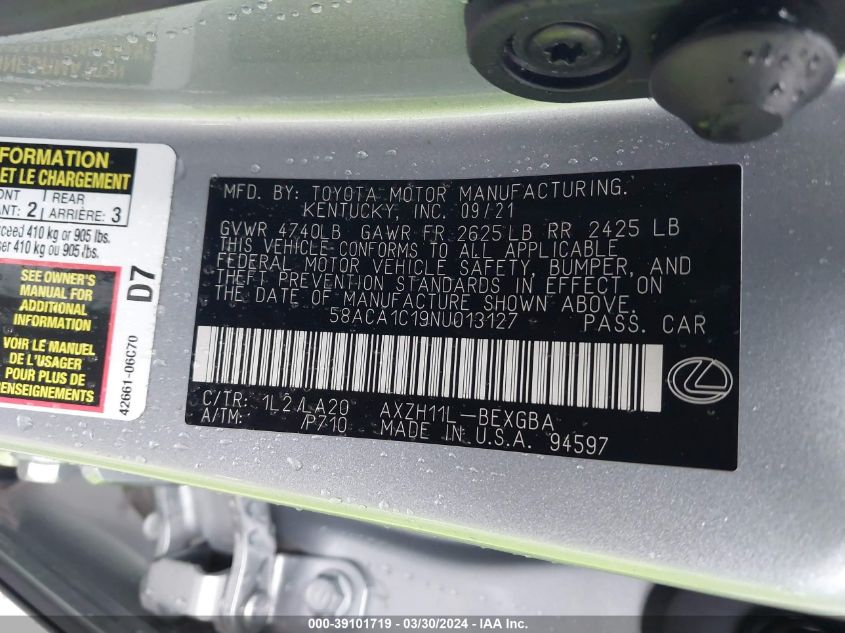 FORMATION
ET LE CHARGEMENT
ONT REAR
ANT: 2 ARRIÈRE: 3
xceed 410 kg or 905 lbs.
ser 410 kg ou 905 lbs.
SEE OWNER'S
MANUAL FOR
ADDITIONAL
INFORMATION
VOIR LE MANUEL
DE L'USAGER
POUR PLUS DE
RENSEIGNEMENTS
D7
42661-06C70
MFD. BY: TOYOTA MOTOR MANUFACTURING.
KENTUCKY, INC. 09/21
GVWR 4740LB GAWR FR 2625LB RR 2425 LB
THIS VEHICLE CONFORMS TO ALL APPLICABLE
FEDERAL MOTOR VEHICLE SAFETY, BUMPER, AND
THEFT PREVENTION STANDARDS IN EFFECT ON
THE DATE OF MANUFACTURE SHOWN ABOVE.
58ACA1C19NU013127 PASS. CAR
C/TR: 1L2/LA20 AXZH11L-BEXGBA
A/TM: /P710 MADE IN U.S.A. 94597
000-39101719 - 03/30/2024 - IMPACT AUTO